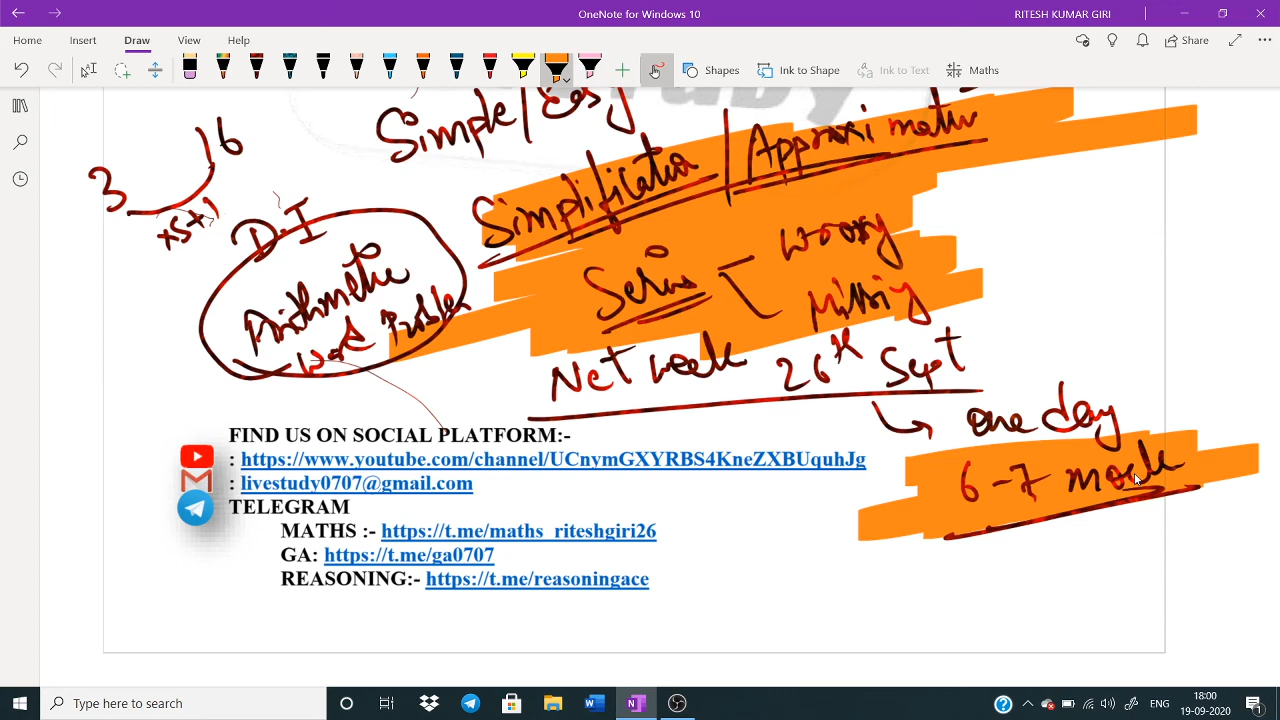 OneNote for Windows 10
RITESH KUMAR GIRI
Home Insert Draw View Help
Share
Shapes Ink to Shape Ink to Text Maths
Simple/Easy
Simplification / Approximation
3 16
x5+1
D.I
Arithmetic
Word Problem
Series
wrong
Missing
Net week 26th Sept
one day
6-7 mock
FIND US ON SOCIAL PLATFORM:-
: https://www.youtube.com/channel/UCnymGXYRBS4KneZXBUquhJg
: livestudy0707@gmail.com
TELEGRAM
MATHS :- https://t.me/maths_riteshgiri26
GA: https://t.me/ga0707
REASONING:- https://t.me/reasoningace
Type here to search
ENG
18:00
19-09-2020